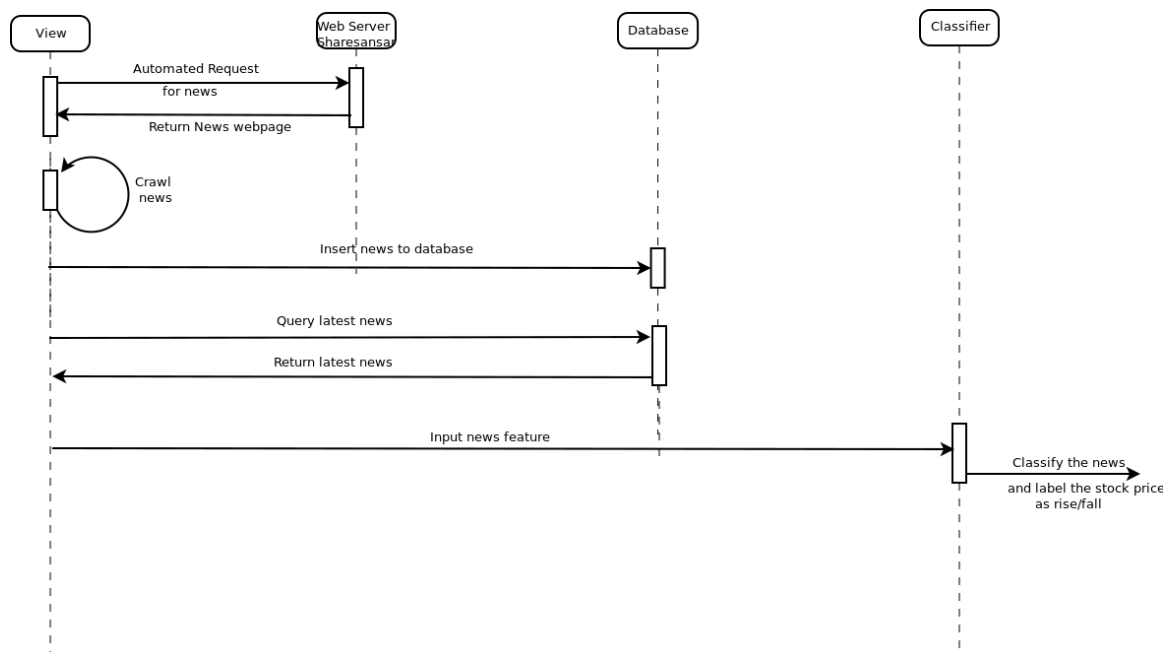 View
Web Server
Sharesansar
Database
Classifier
Automated Request
for news
Return News webpage
Crawl
news
Insert news to database
Query latest news
Return latest news
Input news feature
Classify the news
and label the stock price
as rise/fall